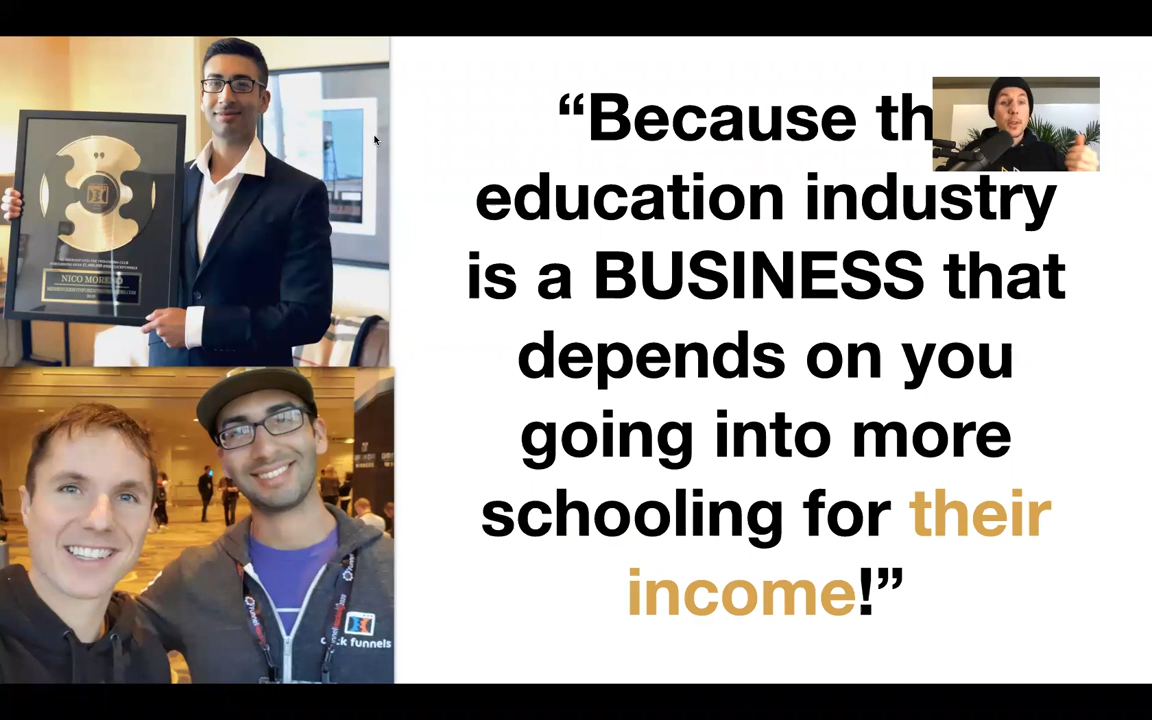 “Because th
education industry
is a BUSINESS that
depends on you
going into more
schooling for their
income!”
NICO MORENO
ck funnels